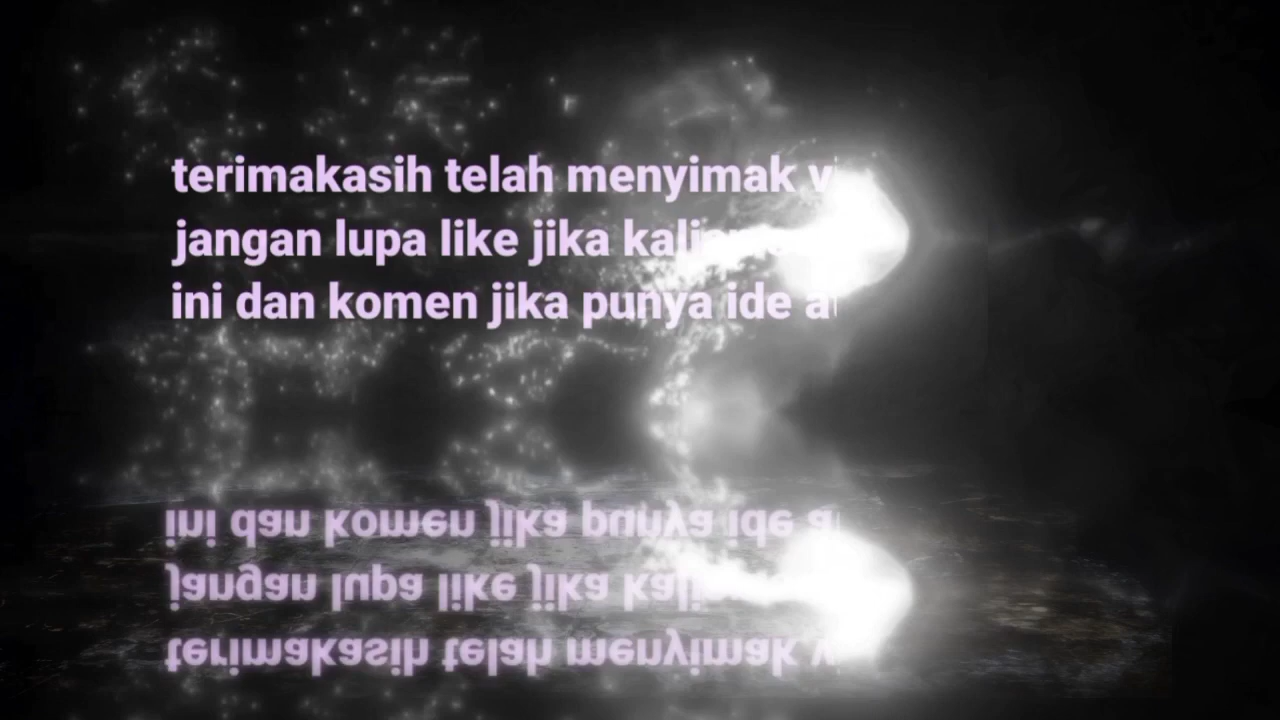 terimakasih telah menyimak
jangan lupa like jika
ini dan komen jika punya ide